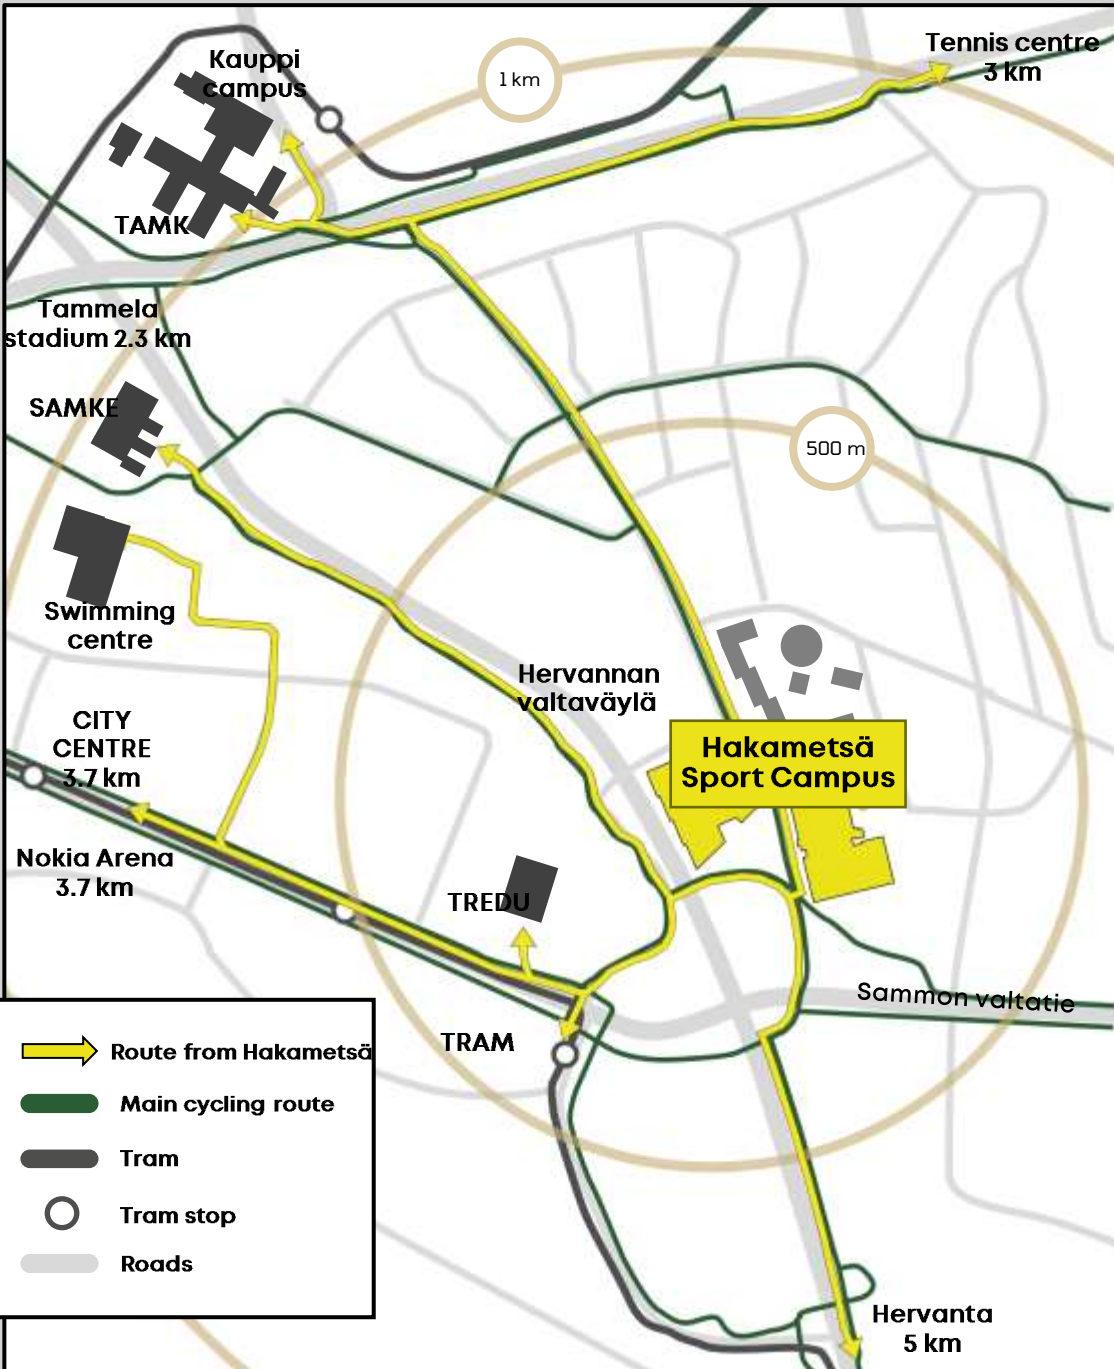 Kauppi
campus
1 km
Tennis centre
3 km
TAMK
Tammela
stadium 2.3 km
SAMKE
500 m
Swimming
centre
Hervannan
valtaväylä
CITY
CENTRE
3.7 km
Hakametsä
Sport Campus
Nokia Arena
3.7 km
TREDU
Sammon valtatie
TRAM
Route from Hakametsä
Main cycling route
Tram
Tram stop
Roads
Hervanta
5 km